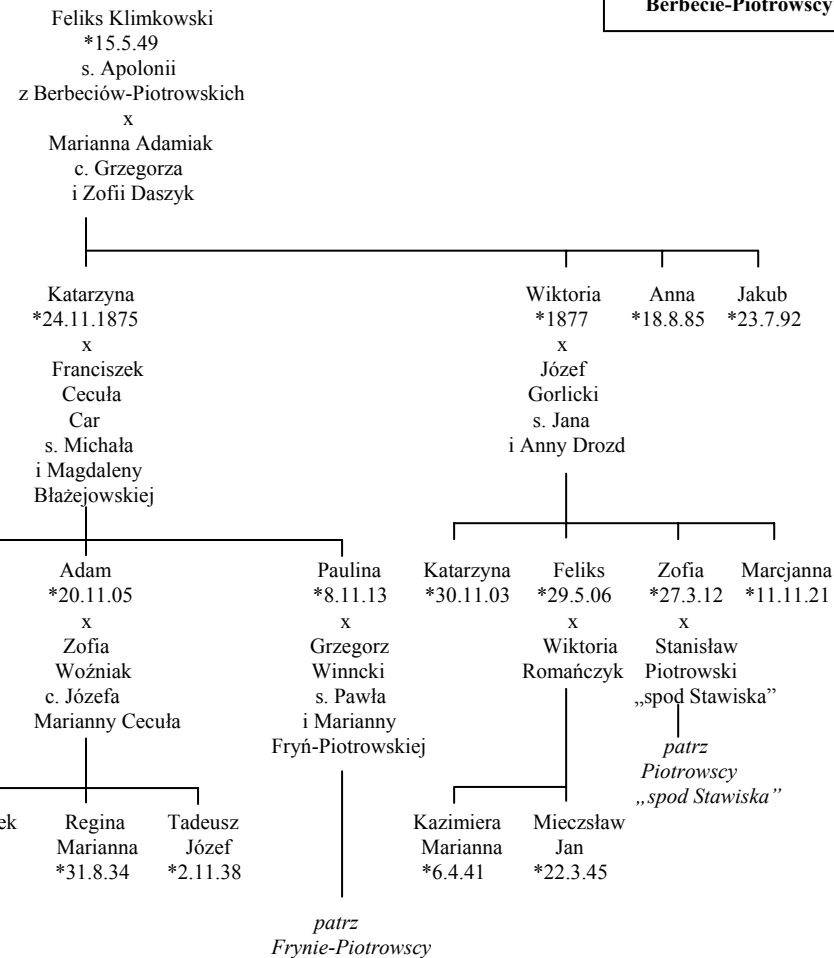 Berbecie-Piotrowscy
Feliks Klimkowski
*15.5.49
s. Apolonii
z Berbeciów-Piotrowskich
x
Marianna Adamiak
c. Grzegorza
i Zofii Daszyk
Katarzyna
*24.11.1875
x
Franciszek
Cecuła
Car
s. Michała
i Magdaleny
Błażejowskiej
Wiktoria
*1877
x
Józef
Gorlicki
s. Jana
i Anny Drozd
Anna
*18.8.85
Jakub
*23.7.92
Adam
*20.11.05
x
Zofia
Woźniak
c. Józefa
Marianny Cecuła
Paulina
*8.11.13
x
Grzegorz
Winncki
s. Pawła
i Marianny
Fryń-Piotrowskiej
Katarzyna
*30.11.03
Feliks
*29.5.06
x
Wiktoria
Romańczyk
Zofia
*27.3.12
x
Stanisław
Piotrowski
„spod Stawiska”
patrz
Piotrowscy
„spod Stawiska”
Marcjanna
*11.11.21
ek
Regina
Marianna
*31.8.34
Tadeusz
Józef
*2.11.38
Kazimiera
Marianna
*6.4.41
Mieczsław
Jan
*22.3.45
patrz
Frynie-Piotrowscy